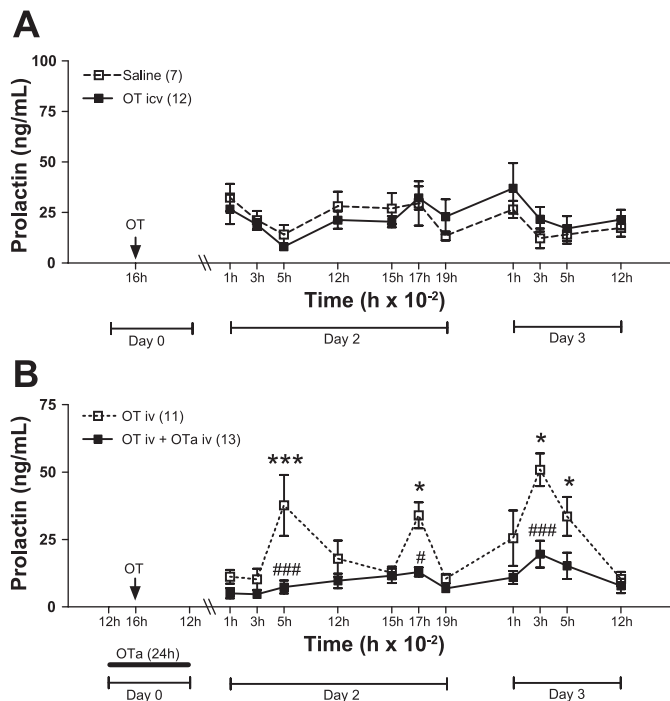 A
100
75
50
25
0
Prolactin (ng/mL)
Saline (7)
OT icv (12)
OT
16h
1h 3h 5h 12h 15h 17h 19h 1h 3h 5h 12h
Time (h x 10-2)
Day 0
Day 2
Day 3
B
75
50
25
0
Prolactin (ng/mL)
OT iv (11)
OT iv + OTa iv (13)
***
*
*
*
###
#
###
OT
12h 16h 12h 1h 3h 5h 12h 15h 17h 19h 1h 3h 5h 12h
Time (h x 10-2)
OTa (24h)
Day 0
Day 2
Day 3